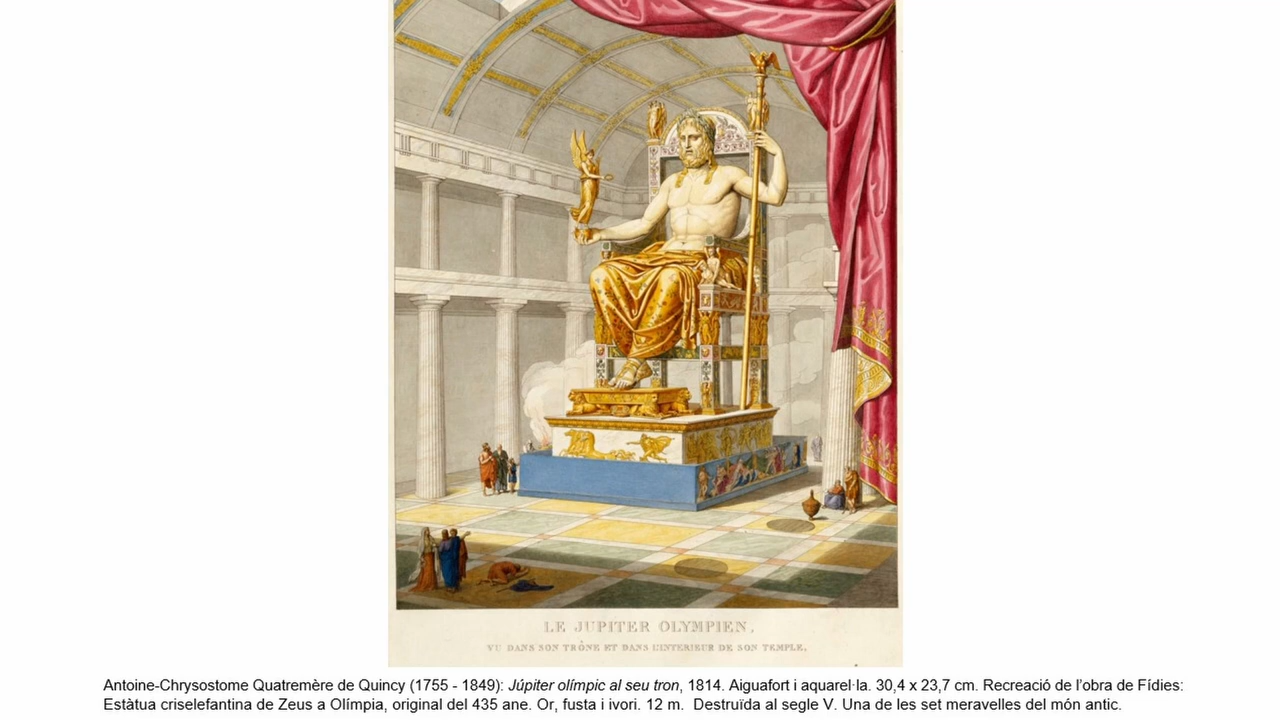 LE JUPITER OLYMPIEN,
VU DANS SON TRÔNE ET DANS L'INTERIEUR DE SON TEMPLE,
Antoine-Chrysostome Quatremère de Quincy (1755 - 1849): Júpiter olímpic al seu tron, 1814. Aiguafort i aquarel·la. 30,4 x 23,7 cm. Recreació de l’obra de Fídies:
Estàtua criselefantina de Zeus a Olímpia, original del 435 ane. Or, fusta i ivori. 12 m. Destruïda al segle V. Una de les set meravelles del món antic.